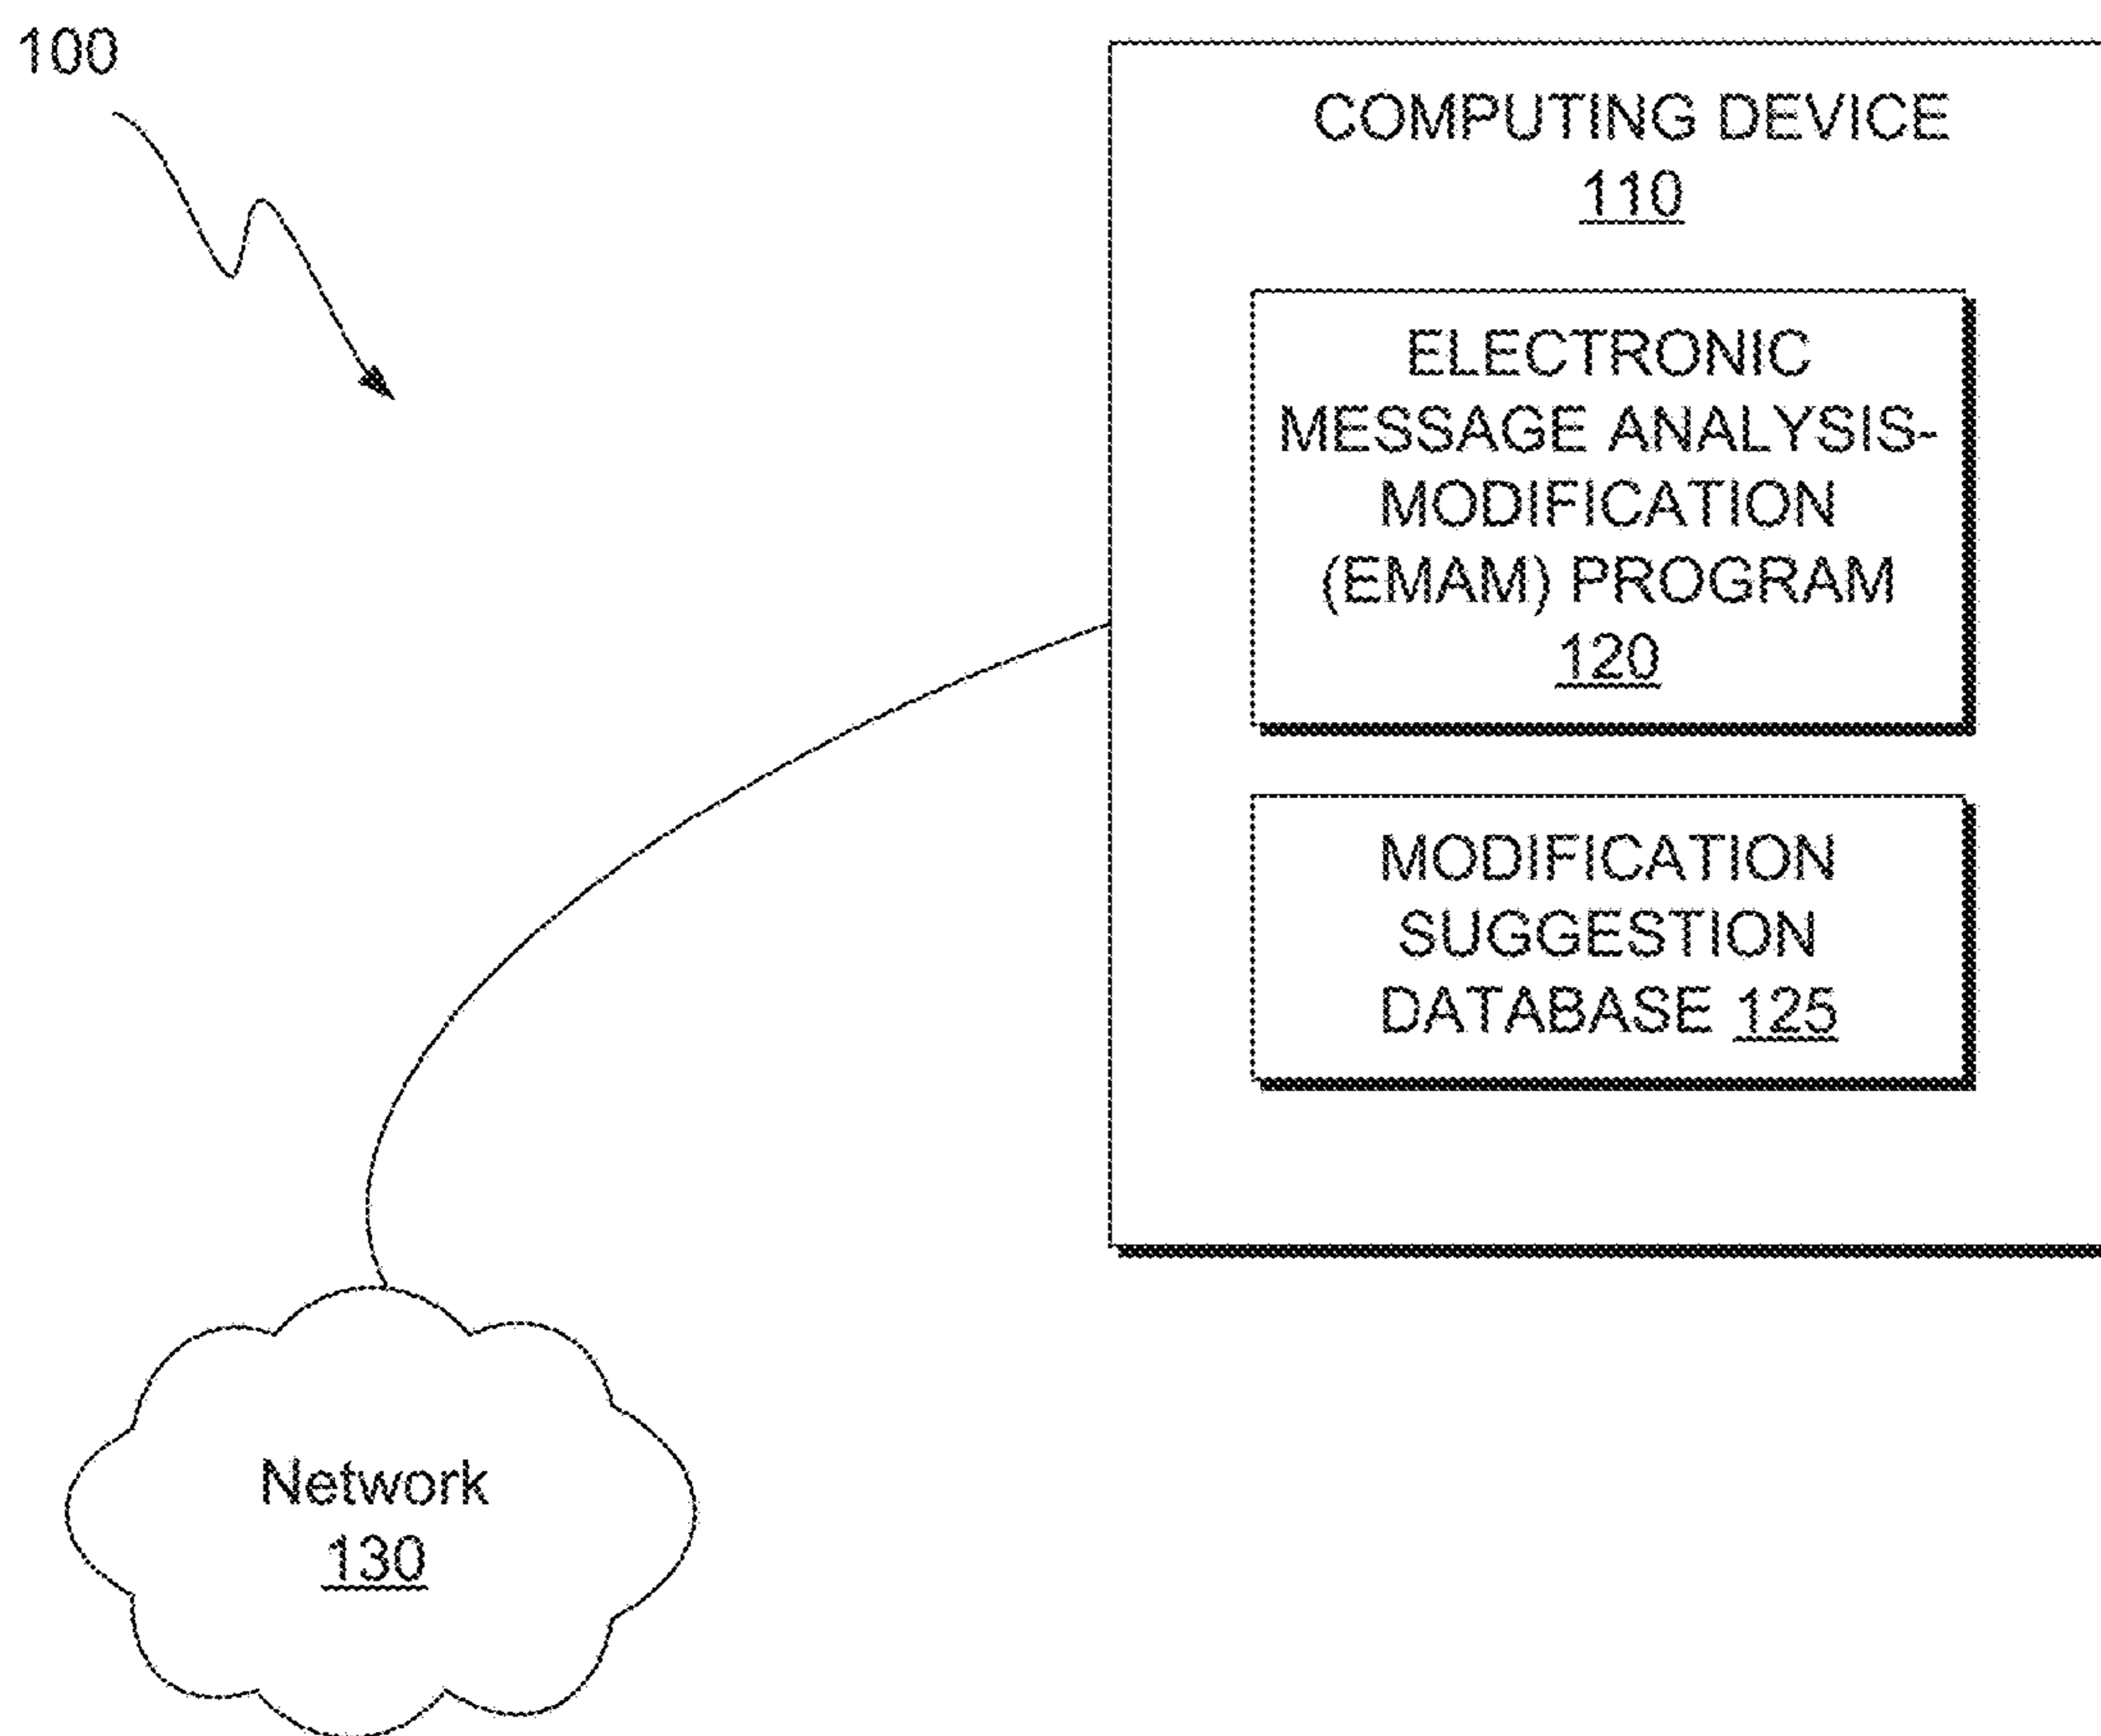 100
COMPUTING DEVICE
110
ELECTRONIC
MESSAGE ANALYSIS-
MODIFICATION
(EMAM) PROGRAM
120
MODIFICATION
SUGGESTION
DATABASE 125
Network
130